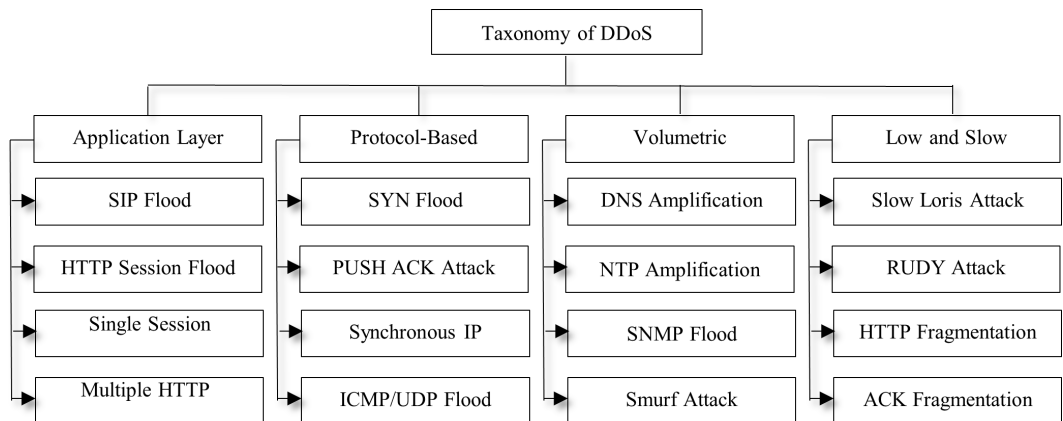 Taxonomy of DDoS
Application Layer
SIP Flood
HTTP Session Flood
Single Session
Multiple HTTP
Protocol-Based
SYN Flood
PUSH ACK Attack
Synchronous IP
ICMP/UDP Flood
Volumetric
DNS Amplification
NTP Amplification
SNMP Flood
Smurf Attack
Low and Slow
Slow Loris Attack
RUDY Attack
HTTP Fragmentation
ACK Fragmentation